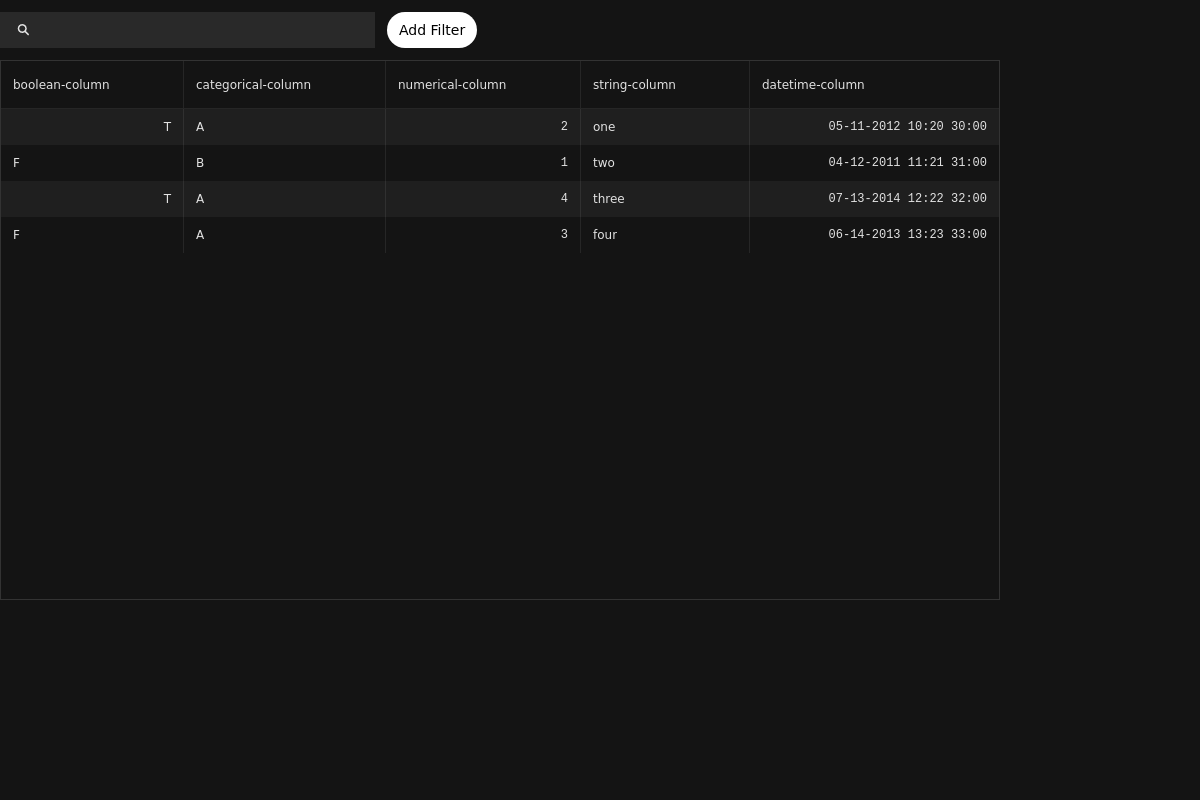 Add Filter
boolean-column categorical-column numerical-column string-column datetime-column
T A 2 one 05-11-2012 10:20 30:00
F B 1 two 04-12-2011 11:21 31:00
T A 4 three 07-13-2014 12:22 32:00
F A 3 four 06-14-2013 13:23 33:00